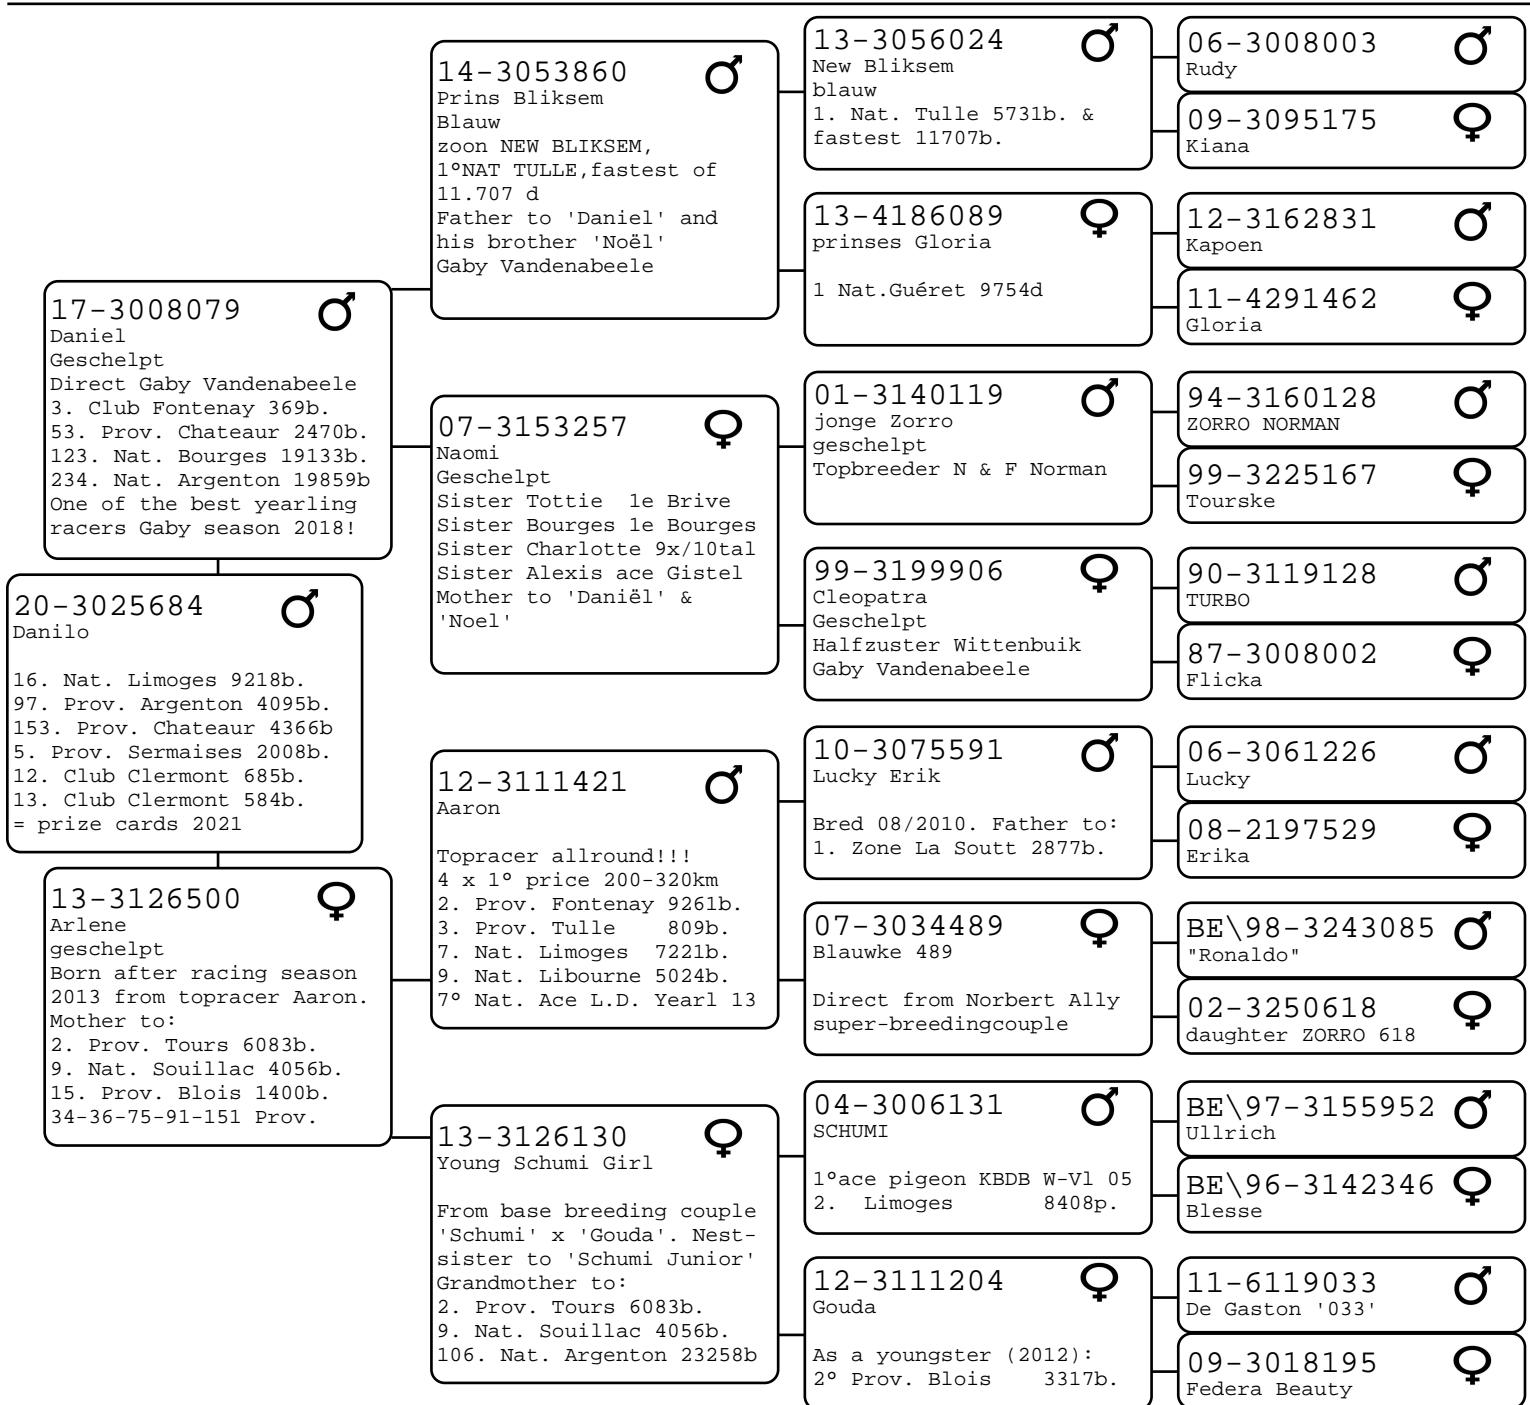 20-3025684
Danilo
16. Nat. Limoges 9218b.
97. Prov. Argenton 4095b.
153. Prov. Chateaur 4366b
5. Prov. Sermaises 2008b.
12. Club Clermont 685b.
13. Club Clermont 584b.
= prize cards 2021
17-3008079
Daniel
Geschelpt
Direct Gaby Vandenabeele
3. Club Fontenay 369b.
53. Prov. Chateaur 2470b.
123. Nat. Bourges 19133b.
234. Nat. Argenton 19859b
One of the best yearling
racers Gaby season 2018!
13-3126500
Arlene
geschelpt
Born after racing season
2013 from topracer Aaron.
Mother to:
2. Prov. Tours 6083b.
9. Nat. Souillac 4056b.
15. Prov. Blois 1400b.
34-36-75-91-151 Prov.
14-3053860
Prins Bliksem
Blauw
zoon NEW BLIKSEM,
1°NAT TULLE,fastest of
11.707 d
Father to 'Daniel' and
his brother 'Noël'
Gaby Vandenabeele
07-3153257
Naomi
Geschelpt
Sister Tottie  1e Brive
Sister Bourges 1e Bourges
Sister Charlotte 9x/10tal
Sister Alexis ace Gistel
Mother to 'Daniël' &
'Noel'
12-3111421
Aaron
Topracer allround!!!
4 x 1° price 200-320km
2. Prov. Fontenay 9261b.
3. Prov. Tulle    809b.
7. Nat. Limoges  7221b.
9. Nat. Libourne 5024b.
7° Nat. Ace L.D. Yearl 13
13-3126130
Young Schumi Girl
From base breeding couple
'Schumi' x 'Gouda'. Nest-
sister to 'Schumi Junior'
Grandmother to:
2. Prov. Tours 6083b.
9. Nat. Souillac 4056b.
106. Nat. Argenton 23258b
13-3056024
New Bliksem
blauw
1. Nat. Tulle 5731b. &
fastest 11707b.
13-4186089
prinses Gloria
1 Nat.Guéret 9754d
01-3140119
jonge Zorro
geschelpt
Topbreeder N & F Norman
99-3199906
Cleopatra
Geschelpt
Halfzuster Wittenbuik
Gaby Vandenabeele
10-3075591
Lucky Erik
Bred 08/2010. Father to:
1. Zone La Soutt 2877b.
07-3034489
Blauwke 489
Direct from Norbert Ally
super-breedingcouple
04-3006131
SCHUMI
1°ace pigeon KBDB W-Vl 05
2.  Limoges       8408p.
12-3111204
Gouda
As a youngster (2012):
2° Prov. Blois    3317b.
06-3008003
Rudy
09-3095175
Kiana
12-3162831
Kapoen
11-4291462
Gloria
94-3160128
ZORRO NORMAN
99-3225167
Tourske
90-3119128
TURBO
87-3008002
Flicka
06-3061226
Lucky
08-2197529
Erika
BE\98-3243085
"Ronaldo"
02-3250618
daughter ZORRO 618
BE\97-3155952
Ullrich
BE\96-3142346
Blesse
11-6119033
De Gaston '033'
09-3018195
Federa Beauty